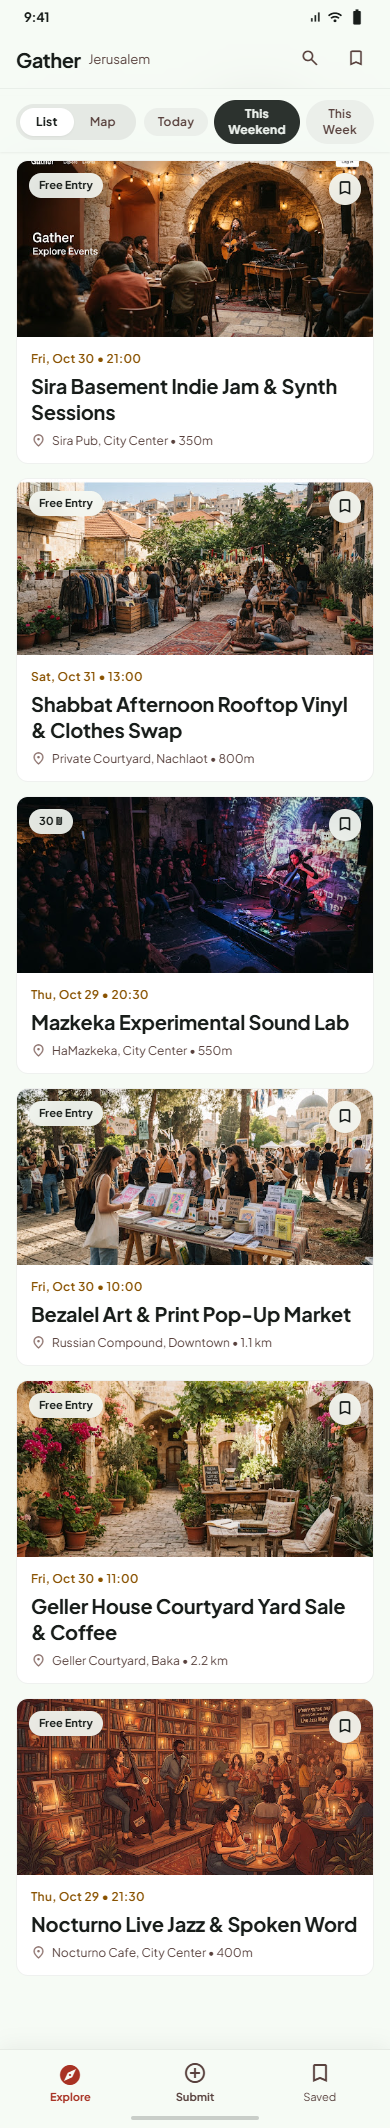 9:41
Gather Jerusalem
List Map Today This Weekend This Week
Free Entry
Gather
Explore Events
Fri, Oct 30 • 21:00
Sira Basement Indie Jam & Synth
Sessions
Sira Pub, City Center • 350m
Free Entry
Sat, Oct 31 • 13:00
Shabbat Afternoon Rooftop Vinyl
& Clothes Swap
Private Courtyard, Nachlaot • 800m
30 ₪
Thu, Oct 29 • 20:30
Mazkeka Experimental Sound Lab
HaMazkeka, City Center • 550m
Free Entry
Fri, Oct 30 • 10:00
Bezalel Art & Print Pop-Up Market
Russian Compound, Downtown • 1.1 km
Free Entry
Fri, Oct 30 • 11:00
Geller House Courtyard Yard Sale
& Coffee
Geller Courtyard, Baka • 2.2 km
Free Entry
Thu, Oct 29 • 21:30
Nocturno Live Jazz & Spoken Word
Nocturno Cafe, City Center • 400m
Explore Submit Saved